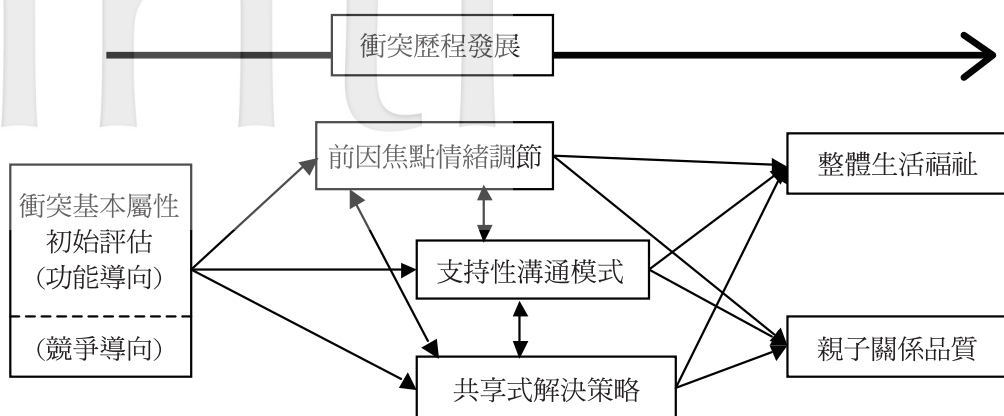 衝突歷程發展
前因焦點情緒調節
整體生活福祉
衝突基本屬性
初始評估
(功能導向)
(競爭導向)
支持性溝通模式
共享式解決策略
親子關係品質